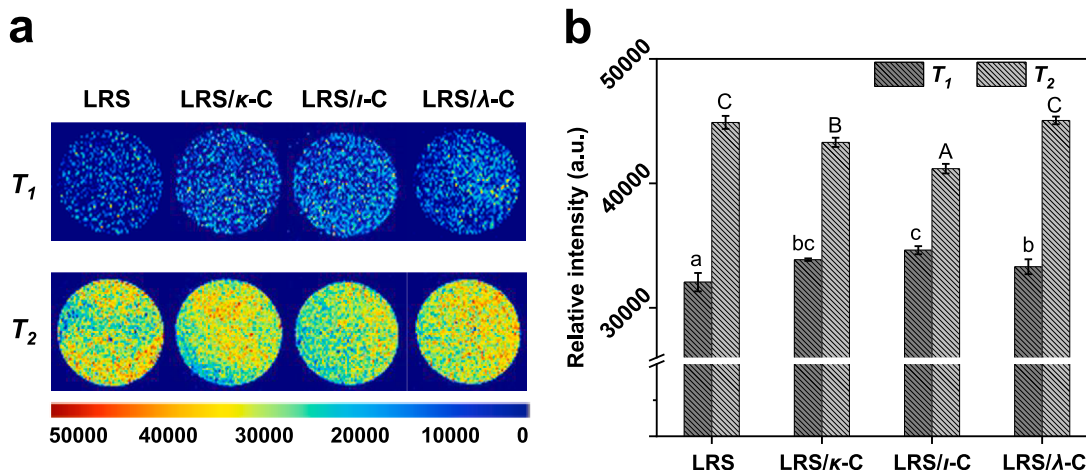 a
LRS LRS/κ-C LRS/ι-C LRS/λ-C
T1
T2
50000 40000 30000 20000 10000 0
b
T1 T2
Relative intensity (a.u.)
50000
40000
30000
a C
bc B
c A
b C
LRS LRS/κ-C LRS/ι-C LRS/λ-C